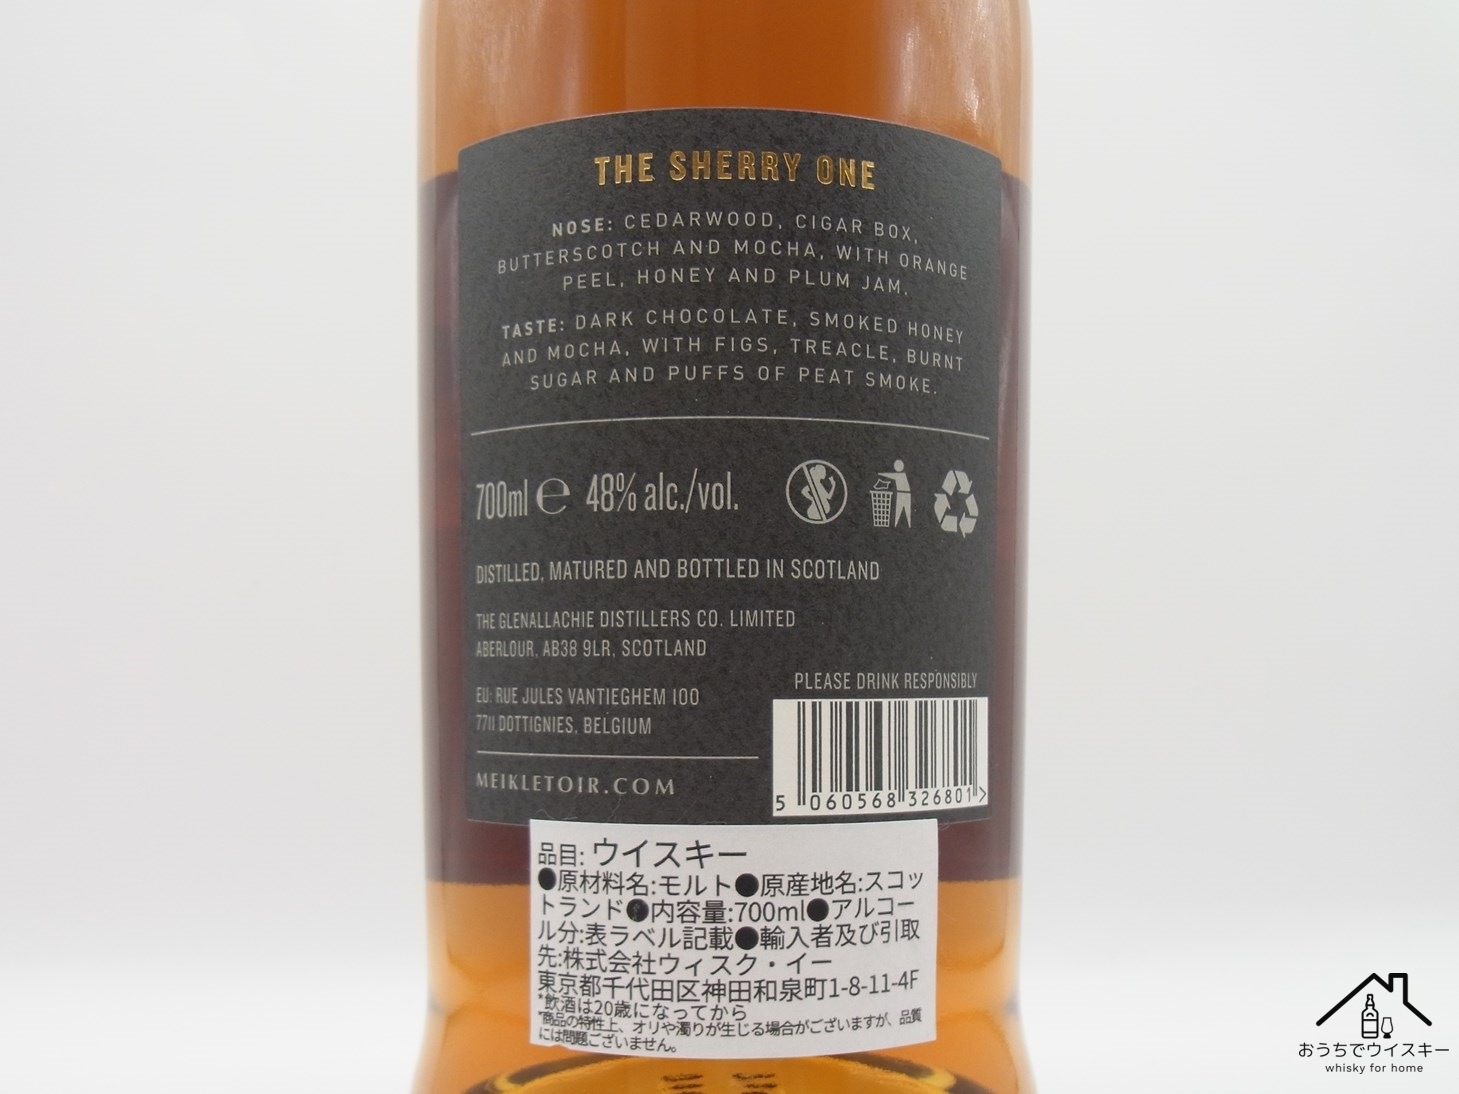 THE SHERRY ONE
NOSE: CEDARWOOD, CIGAR BOX,
BUTTERSCOTCH AND MOCHA, WITH ORANGE
PEEL, HONEY AND PLUM JAM.
TASTE: DARK CHOCOLATE, SMOKED HONEY
AND MOCHA, WITH FIGS, TREACLE, BURNT
SUGAR AND PUFFS OF PEAT SMOKE.
700ml ℮ 48% alc./vol.
DISTILLED, MATURED AND BOTTLED IN SCOTLAND
THE GLENALLACHIE DISTILLERS CO. LIMITED
ABERLOUR, AB38 9LR, SCOTLAND
EU: RUE JULES VANTIEGHEM 100
7711 DOTTIGNIES, BELGIUM
MEIKLETOIR.COM
PLEASE DRINK RESPONSIBLY
5 060568 326801 >
品目: ウイスキー
●原材料名:モルト●原産地名:スコッ
トランド●内容量:700ml●アルコー
ル分:表ラベル記載●輸入者及び引取
先:株式会社ウィスク・イー
東京都千代田区神田和泉町1-8-11-4F
*飲酒は20歳になってから
*商品の特性上、オリや濁りが生じる場合がございますが、品質
には問題ございません。
おうちでウイスキー
whisky for home